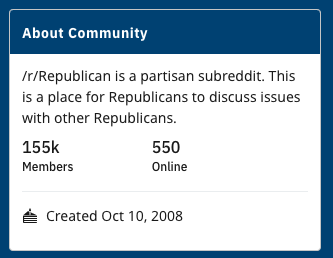 About Community
/r/Republican is a partisan subreddit. This
is a place for Republicans to discuss issues
with other Republicans.
155k 550
Members Online
Created Oct 10, 2008